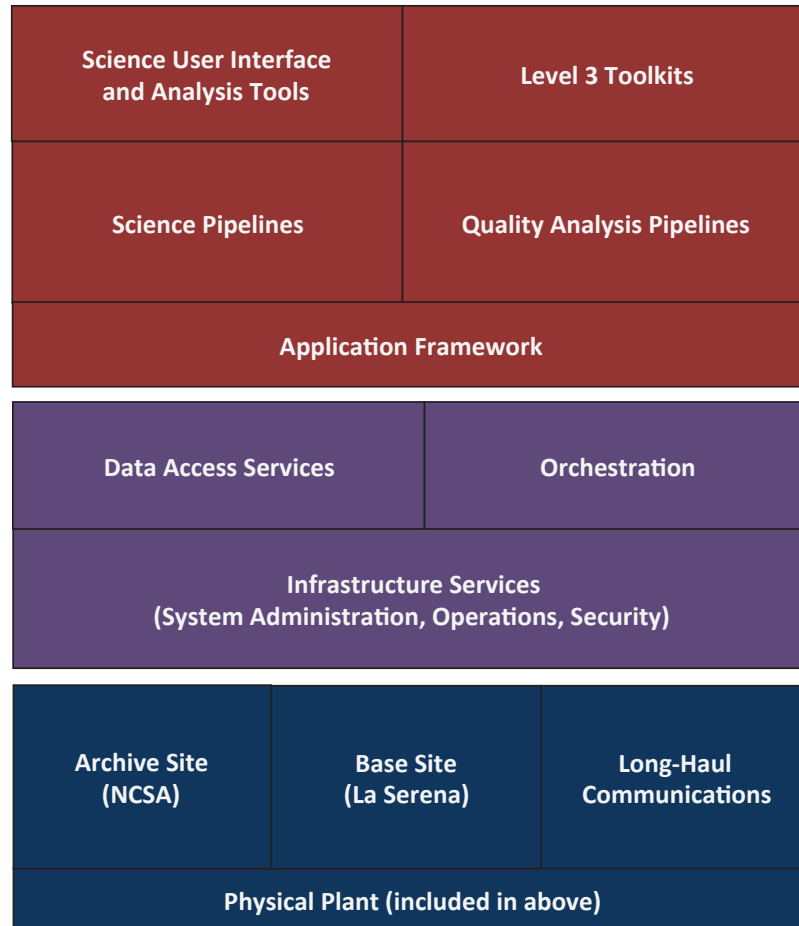 Science User Interface
and Analysis Tools
Level 3 Toolkits
Science Pipelines
Quality Analysis Pipelines
Application Framework
Data Access Services
Orchestration
Infrastructure Services
(System Administration, Operations, Security)
Archive Site
(NCSA)
Base Site
(La Serena)
Long-Haul
Communications
Physical Plant (included in above)